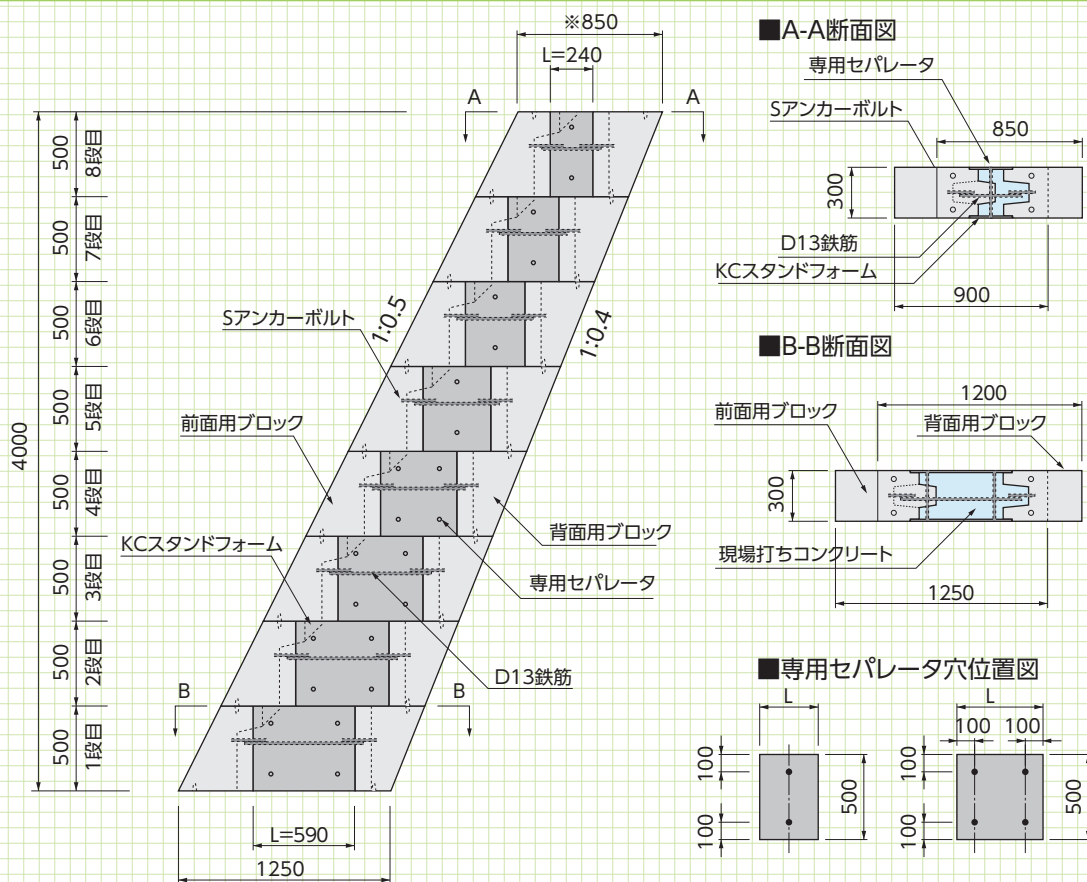 ※850
L=240
A
A
4000
500
8段目
500
7段目
500
6段目
500
5段目
500
4段目
500
3段目
500
2段目
500
1段目
1:0.5
1:0.4
Sアンカーボルト
前面用ブロック
KCスタンドフォーム
背面用ブロック
専用セパレータ
D13鉄筋
B
B
L=590
1250
■A-A断面図
専用セパレータ
Sアンカーボルト
850
300
D13鉄筋
KCスタンドフォーム
900
■B-B断面図
1200
前面用ブロック
背面用ブロック
300
現場打ちコンクリート
1250
■専用セパレータ穴位置図
L
100
100
500
L
100
100
100
100
500